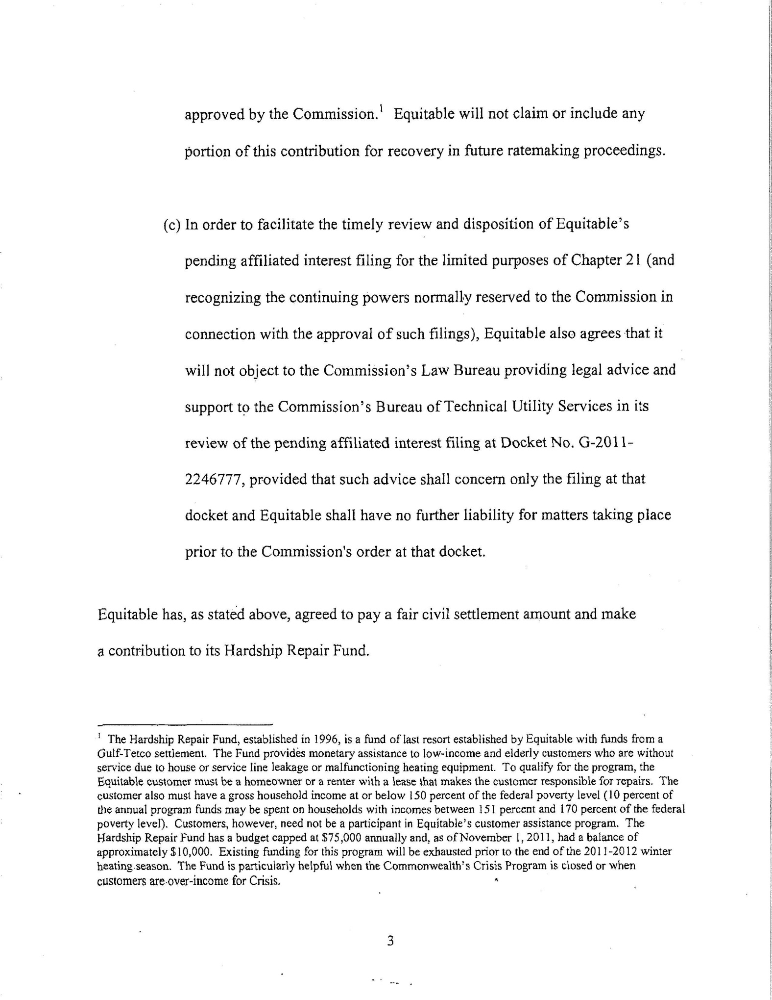 approved by the Commission.¹ Equitable will not claim or include any
portion of this contribution for recovery in future ratemaking proceedings.
(c) In order to facilitate the timely review and disposition of Equitable's
pending affiliated interest filing for the limited purposes of Chapter 21 (and
recognizing the continuing powers normally reserved to the Commission in
connection with the approval of such filings), Equitable also agrees that it
will not object to the Commission's Law Bureau providing legal advice and
support to the Commission's Bureau of Technical Utility Services in its
review of the pending affiliated interest filing at Docket No. G-2011-
2246777, provided that such advice shall concern only the filing at that
docket and Equitable shall have no further liability for matters taking place
prior to the Commission's order at that docket.
Equitable has, as stated above, agreed to pay a fair civil settlement amount and make
a contribution to its Hardship Repair Fund.
¹ The Hardship Repair Fund, established in 1996, is a fund of last resort established by Equitable with funds from a
Gulf-Tetco settlement. The Fund provides monetary assistance to low-income and elderly customers who are without
service due to house or service line leakage or malfunctioning heating equipment. To qualify for the program, the
Equitable customer must be a homeowner or a renter with a lease that makes the customer responsible for repairs. The
customer also must have a gross household income at or below 150 percent of the federal poverty level (10 percent of
the annual program funds may be spent on households with incomes between 151 percent and 170 percent of the federal
poverty level). Customers, however, need not be a participant in Equitable's customer assistance program. The
Hardship Repair Fund has a budget capped at $75,000 annually and, as of November 1, 2011, had a balance of
approximately $10,000. Existing funding for this program will be exhausted prior to the end of the 2011-2012 winter
heating season. The Fund is particularly helpful when the Commonwealth's Crisis Program is closed or when
customers are over-income for Crisis.
3